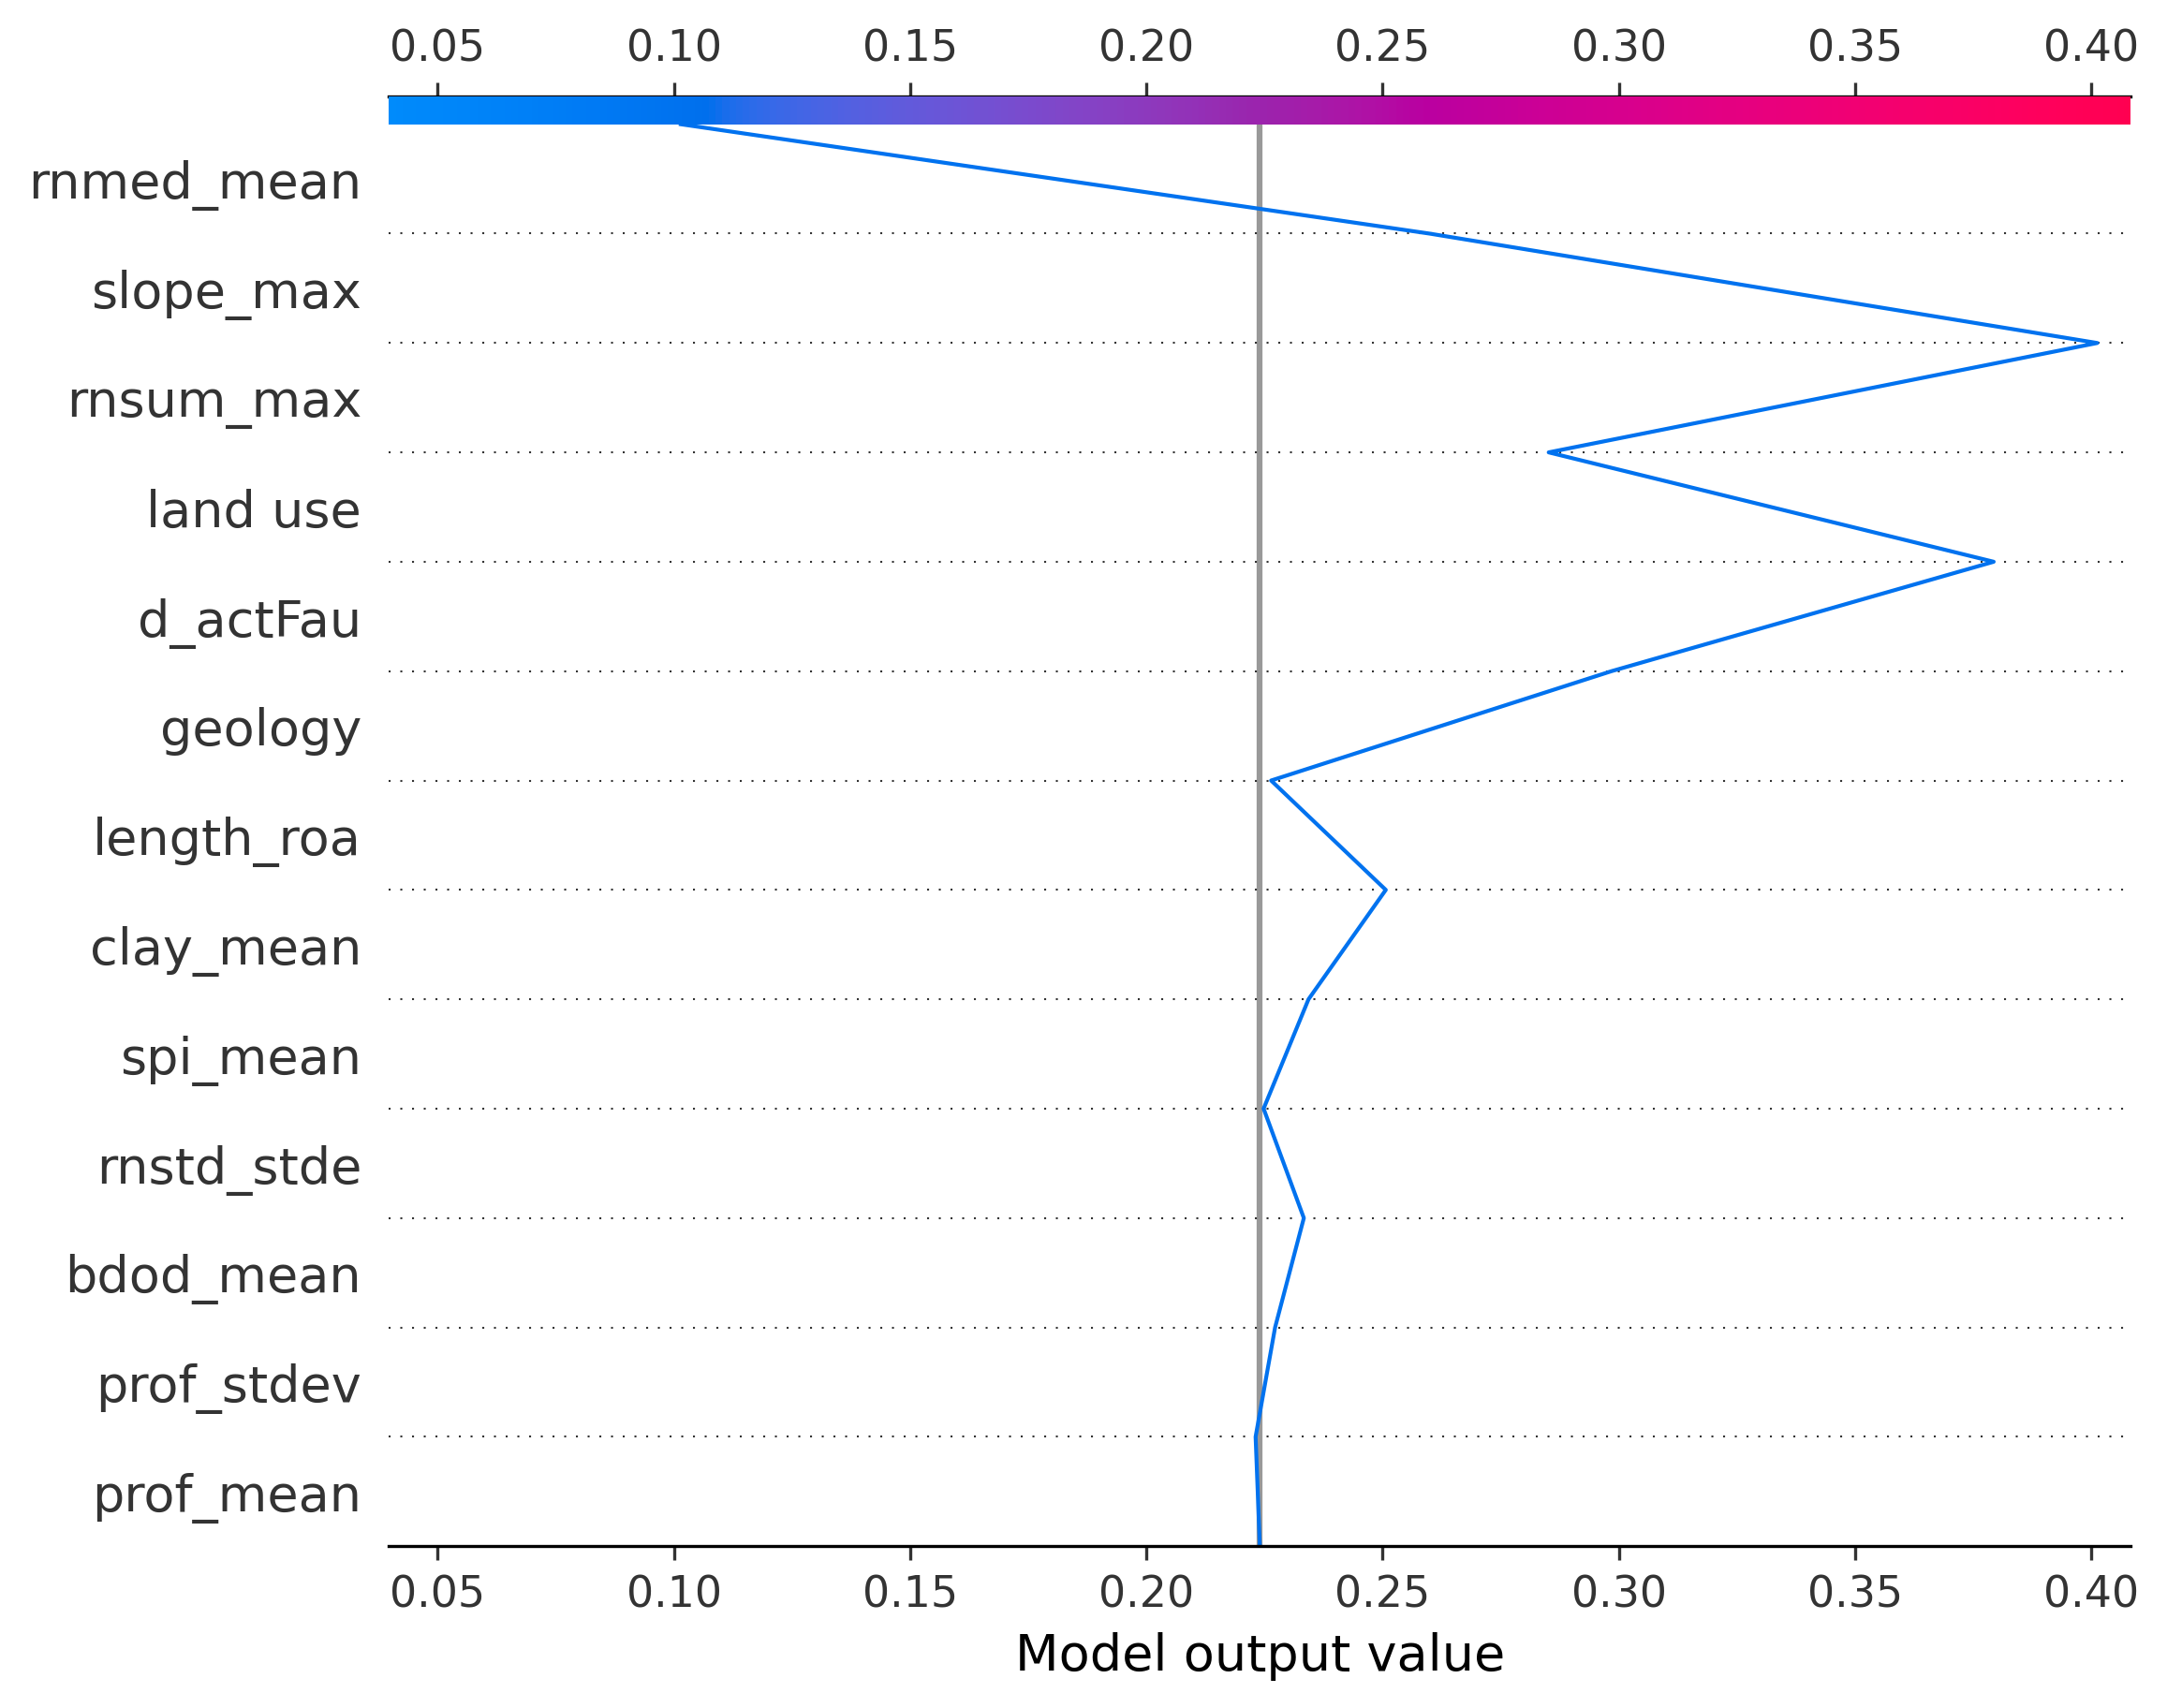 0.05 0.10 0.15 0.20 0.25 0.30 0.35 0.40
rnmed_mean
slope_max
rnsum_max
land use
d_actFau
geology
length_roa
clay_mean
spi_mean
rnstd_stde
bdod_mean
prof_stdev
prof_mean
0.05 0.10 0.15 0.20 0.25 0.30 0.35 0.40
Model output value